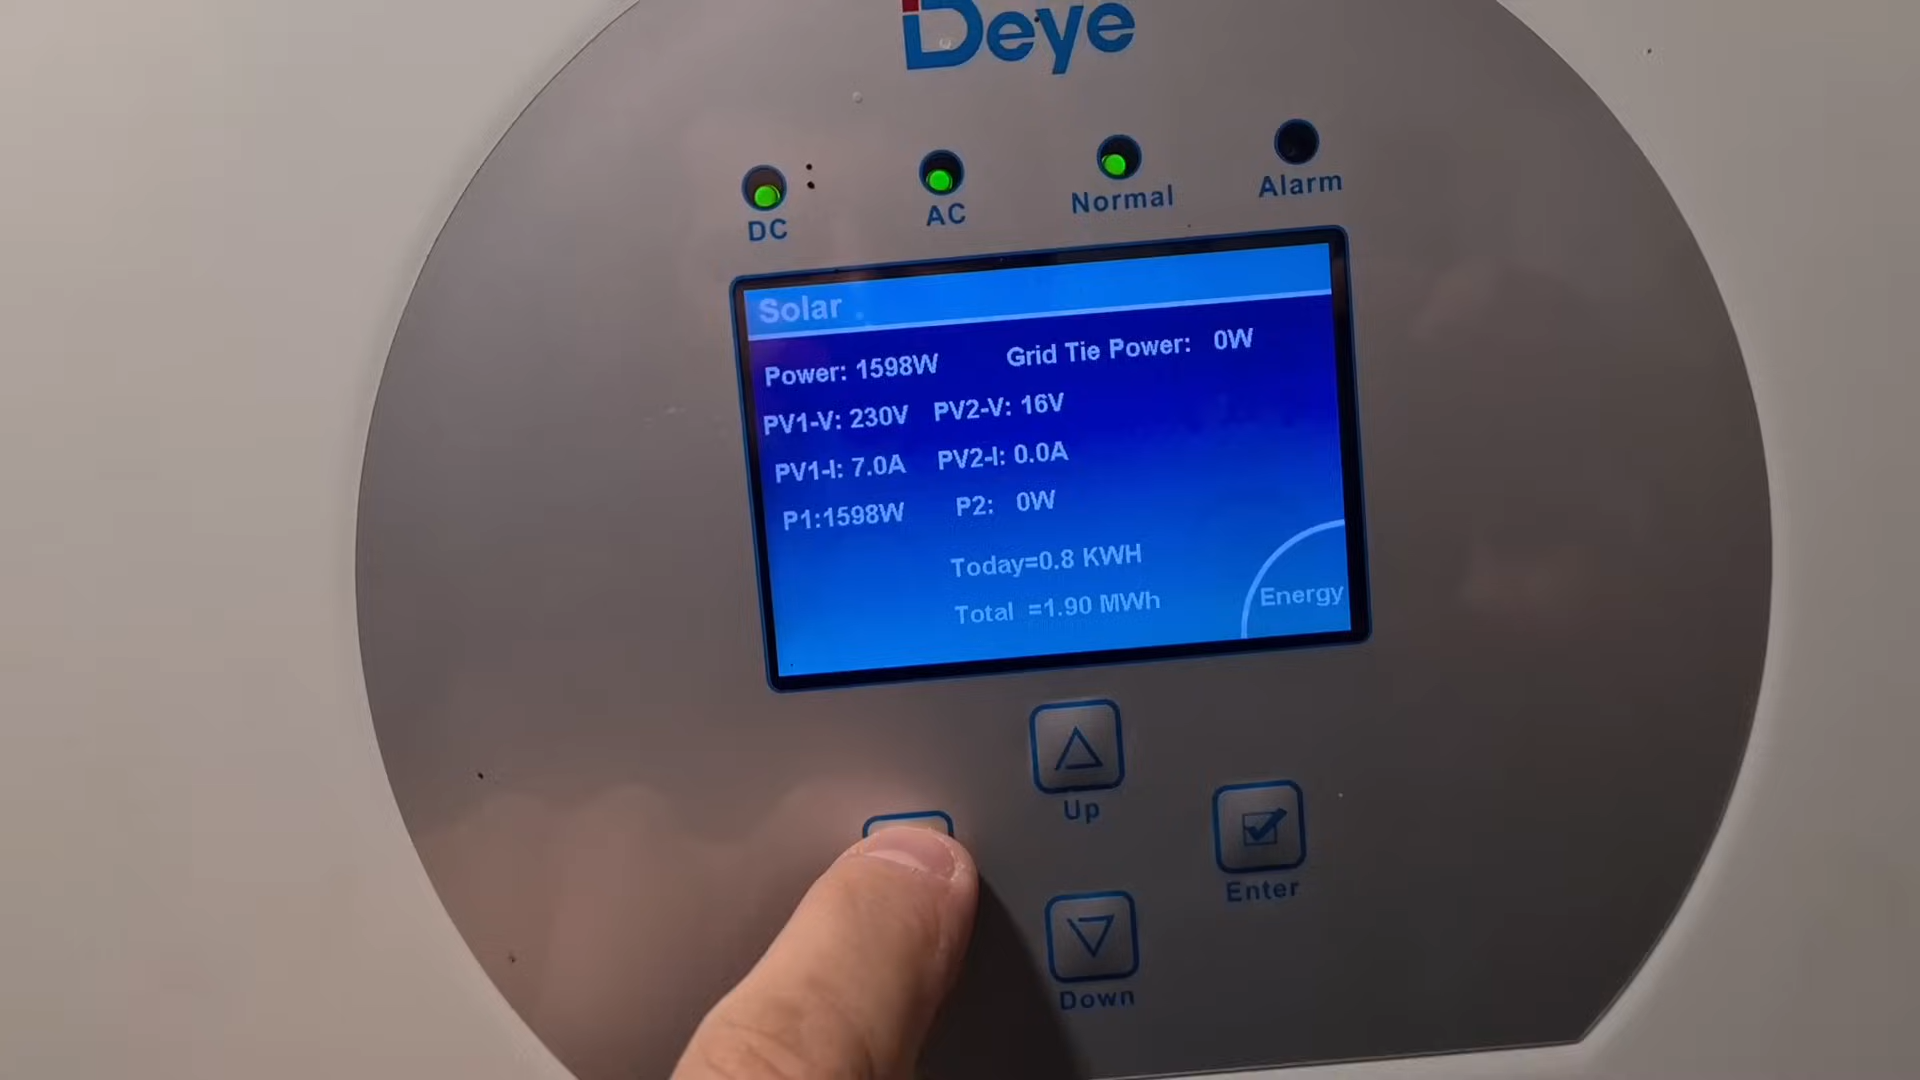 Deye
DC
AC
Normal
Alarm
Solar
Power: 1598W Grid Tie Power: 0W
PV1-V: 230V PV2-V: 16V
PV1-I: 7.0A PV2-I: 0.0A
P1:1598W P2: 0W
Today=0.8 KWH
Total =1.90 MWh
Energy
Up
Enter
Down